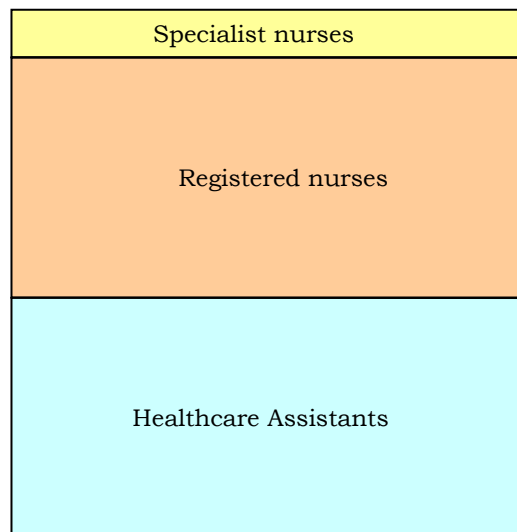 Specialist nurses
Registered nurses
Healthcare Assistants